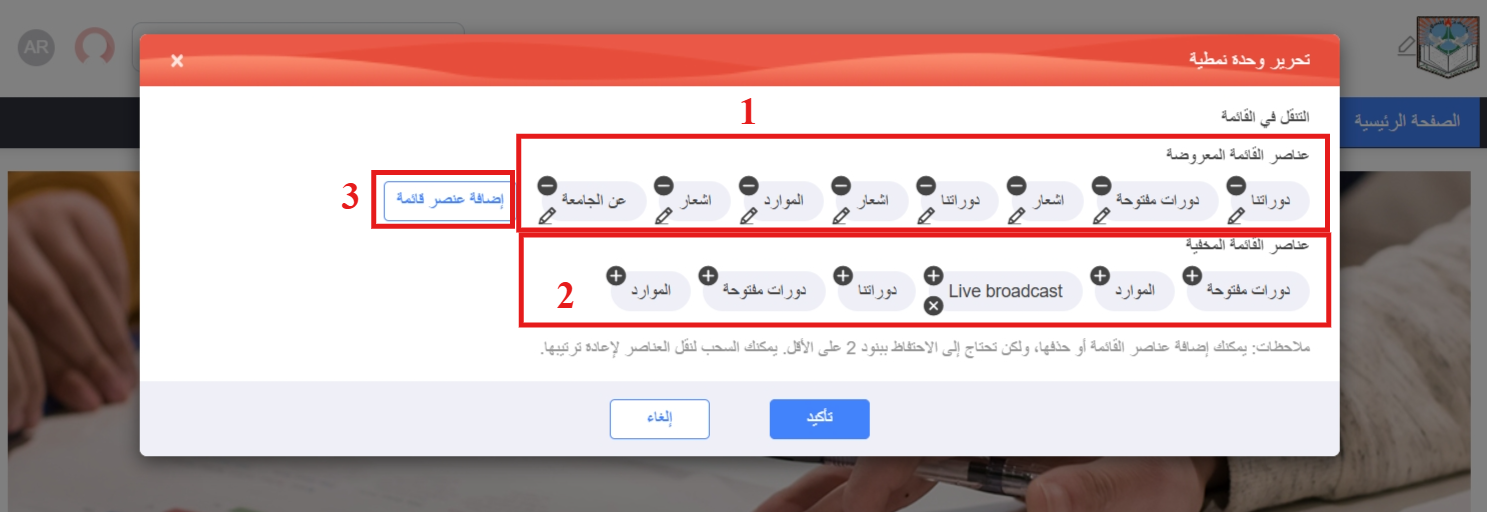 AR
تحرير وحدة نمطية
×
الصفحة الرئيسية
1
التنقل في القائمة
عناصر القائمة المعروضة
دوراتنا دورات مفتوحة اشعار دوراتنا اشعار الموارد اشعار عن الجامعة إضافة عنصر قائمة
3
عناصر القائمة المخفية
دورات مفتوحة الموارد Live broadcast دوراتنا دورات مفتوحة الموارد
2
ملاحظات: يمكنك إضافة عناصر القائمة أو حذفها، ولكن تحتاج إلى الاحتفاظ ببنود 2 على الأقل. يمكنك السحب لنقل العناصر لإعادة ترتيبها.
تأكيد إلغاء